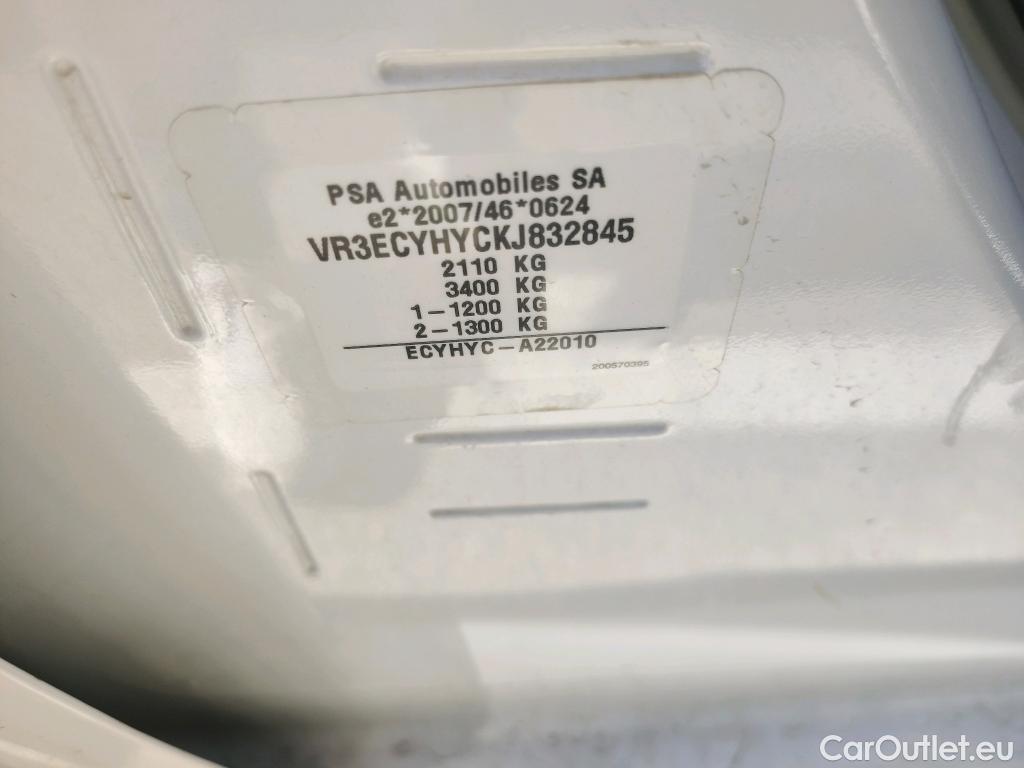 PSA Automobiles SA
e2*2007/46*0624
VR3ECYHYCKJ832845
2110 KG
3400 KG
1-1200 KG
2-1300 KG
ECYHYC-A22010
200570395
CarOutlet.eu